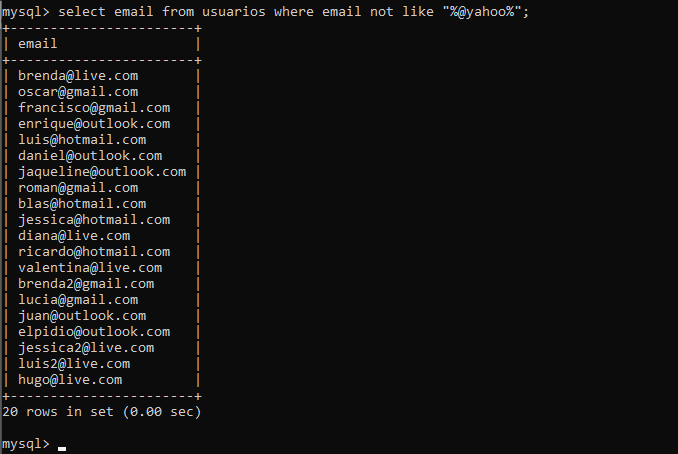 mysql> select email from usuarios where email not like "%@yahoo%";
+-----------------------+
| email                 |
+-----------------------+
| brenda@live.com       |
| oscar@gmail.com       |
| francisco@gmail.com   |
| enrique@outlook.com   |
| luis@hotmail.com      |
| daniel@outlook.com    |
| jaqueline@outlook.com |
| roman@gmail.com       |
| blas@hotmail.com      |
| jessica@hotmail.com   |
| diana@live.com        |
| ricardo@hotmail.com   |
| valentina@live.com    |
| brenda2@gmail.com     |
| lucia@gmail.com       |
| juan@outlook.com      |
| elpidio@outlook.com   |
| jessica2@live.com     |
| luis2@live.com        |
| hugo@live.com         |
+-----------------------+
20 rows in set (0.00 sec)
mysql> _